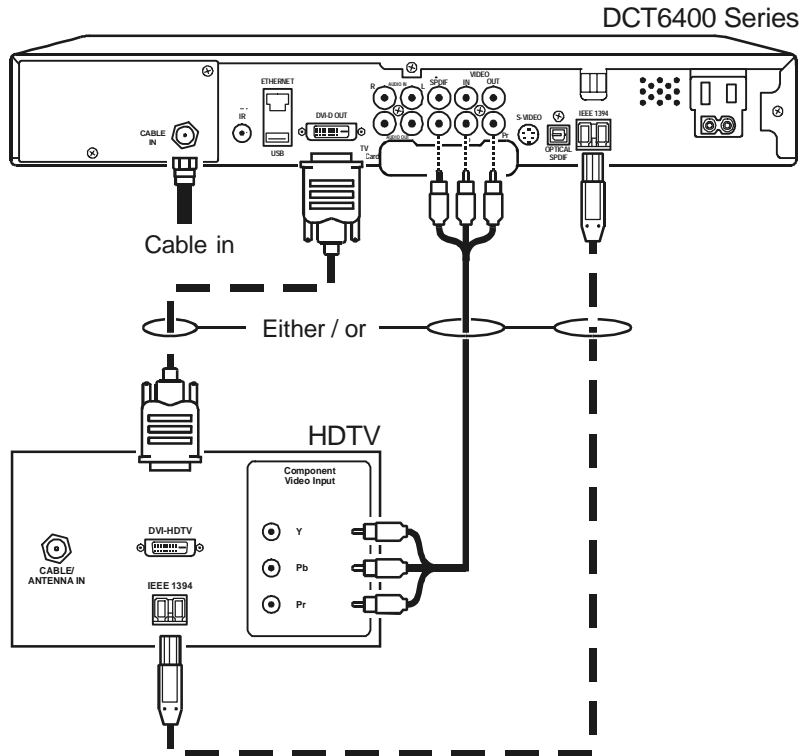 DCT6400 Series
ETHERNET
R AUDIO IN L
SPDIF
VIDEO
IN OUT
IR
DVI-D OUT
S-VIDEO
IEEE 1394
CABLE
IN
USB
TV
Card
AUDIO OUT
Pr
OPTICAL
SPDIF
Cable in
Either / or
HDTV
Component
Video Input
Y
DVI-HDTV
CABLE/
ANTENNA IN
Pb
IEEE 1394
Pr